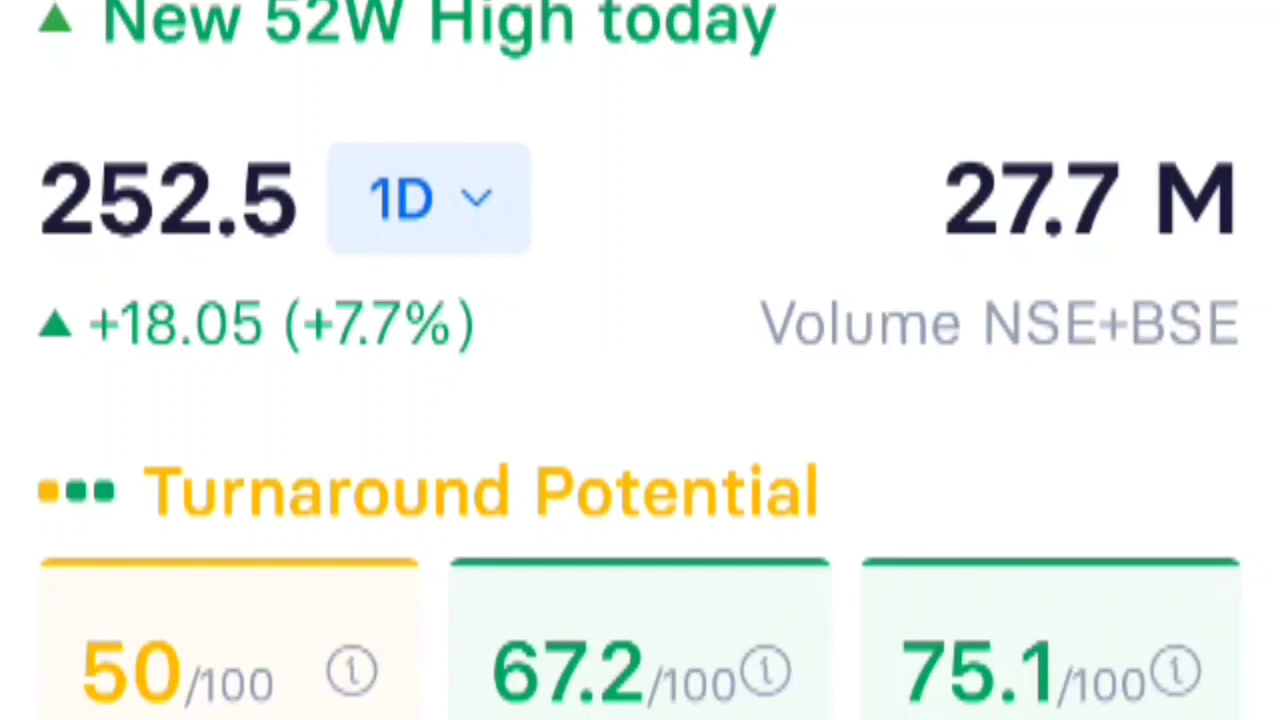 ▲ New 52W High today
252.5 1D 27.7 M
▲ +18.05 (+7.7%) Volume NSE+BSE
Turnaround Potential
50/100 67.2/100 75.1/100